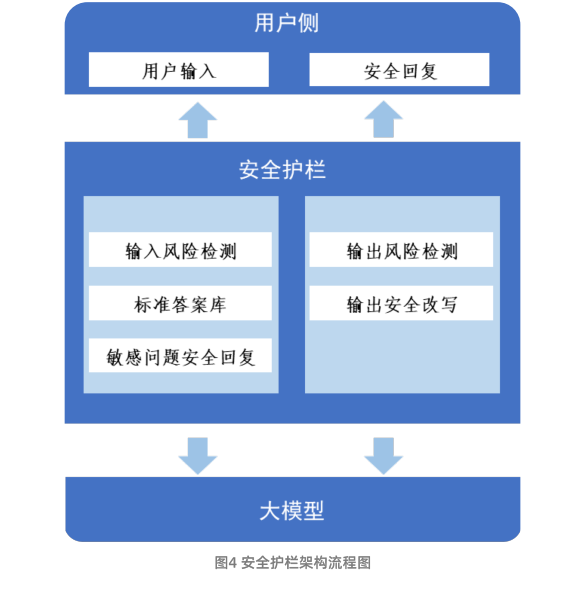 用户侧
用户输入
安全回复
安全护栏
输入风险检测
输出风险检测
标准答案库
输出安全改写
敏感问题安全回复
大模型
图4 安全护栏架构流程图